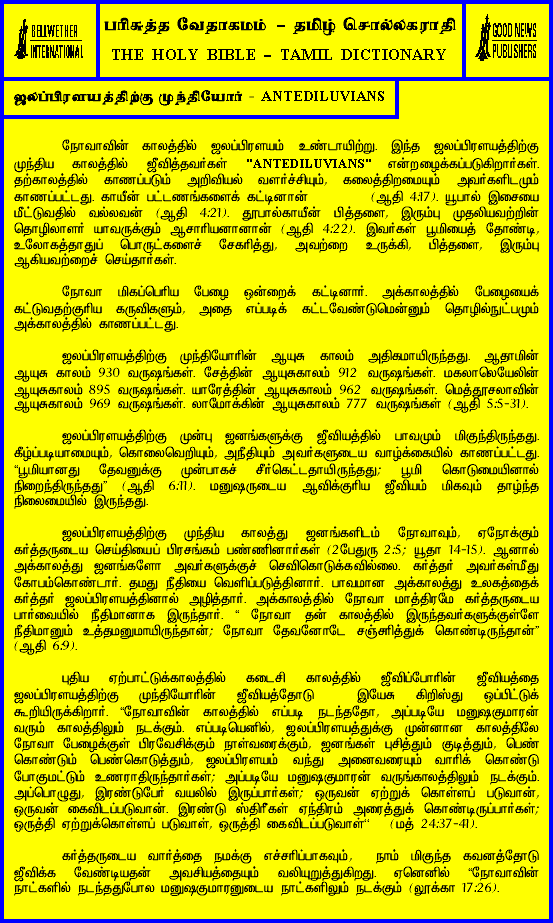 BELLWETHER
INTERNATIONAL
பரிசுத்த வேதாகமம் – தமிழ் சொல்லகராதி
THE HOLY BIBLE – TAMIL DICTIONARY
GOOD NEWS
PUBLISHERS
ஜலப்பிரளயத்திற்கு முந்தியோர் - ANTEDILUVIANS
நோவாவின் காலத்தில் ஜலப்பிரளயம் உண்டாயிற்று. இந்த ஜலப்பிரளயத்திற்கு
முந்திய காலத்தில் ஜீவித்தவர்கள் "ANTEDILUVIANS" என்றழைக்கப்படுகிறார்கள்.
தற்காலத்தில் காணப்படும் அறிவியல் வளர்ச்சியும், கலைத்திறமையும் அவர்களிடமும்
காணப்பட்டது. காயீன் பட்டணங்களைக் கட்டினான் (ஆதி 4:17). யூபால் இசையை
மீட்டுவதில் வல்லவன் (ஆதி 4:21). தூபால்காயீன் பித்தளை, இரும்பு முதலியவற்றின்
தொழிலாளர் யாவருக்கும் ஆசாரியனானான் (ஆதி 4:22). இவர்கள் பூமியைத் தோண்டி,
உலோகத்தாதுப் பொருட்களைச் சேகரித்து, அவற்றை உருக்கி, பித்தளை, இரும்பு
ஆகியவற்றைச் செய்தார்கள்.
நோவா மிகப்பெரிய பேழை ஒன்றைக் கட்டினார். அக்காலத்தில் பேழையைக்
கட்டுவதற்குரிய கருவிகளும், அதை எப்படிக் கட்டவேண்டுமென்னும் தொழில்நுட்பமும்
அக்காலத்தில் காணப்பட்டது.
ஜலப்பிரளயத்திற்கு முந்தியோரின் ஆயுசு காலம் அதிகமாயிருந்தது. ஆதாமின்
ஆயுசு காலம் 930 வருஷங்கள். சேத்தின் ஆயுசுகாலம் 912 வருஷங்கள். மகலாலெயேலின்
ஆயுசுகாலம் 895 வருஷங்கள். யாரேத்தின் ஆயுசுகாலம் 962 வருஷங்கள். மெத்தூசலாவின்
ஆயுசுகாலம் 969 வருஷங்கள். லாமேக்கின் ஆயுசுகாலம் 777 வருஷங்கள் (ஆதி 5:5-31).
ஜலப்பிரளயத்திற்கு முன்பு ஜனங்களுக்கு ஜீவியத்தில் பாவமும் மிகுந்திருந்தது.
கீழ்ப்படியாமையும், கொலைவெறியும், அநீதியும் அவர்களுடைய வாழ்க்கையில் காணப்பட்டது.
"பூமியானது தேவனுக்கு முன்பாகச் சீர்கெட்டதாயிருந்தது; பூமி கொடுமையினால்
நிறைந்திருந்தது" (ஆதி 6:11). மனுஷருடைய ஆவிக்குரிய ஜீவியம் மிகவும் தாழ்ந்த
நிலைமையில் இருந்தது.
ஜலப்பிரளயத்திற்கு முந்திய காலத்து ஜனங்களிடம் நோவாவும், ஏநோக்கும்
கர்த்தருடைய செய்தியைப் பிரசங்கம் பண்ணினார்கள் (2பேதுரு 2:5; யூதா 14-15). ஆனால்
அக்காலத்து ஜனங்களோ அவர்களுக்குச் செவிகொடுக்கவில்லை. கர்த்தர் அவர்கள்மீது
கோபம்கொண்டார். தமது நீதியை வெளிப்படுத்தினார். பாவமான அக்காலத்து உலகத்தைக்
கர்த்தர் ஜலப்பிரளயத்தினால் அழித்தார். அக்காலத்தில் நோவா மாத்திரமே கர்த்தருடைய
பார்வையில் நீதிமானாக இருந்தார். " நோவா தன் காலத்தில் இருந்தவர்களுக்குள்ளே
நீதிமானும் உத்தமனுமாயிருந்தான்; நோவா தேவனோடே சஞ்சரித்துக் கொண்டிருந்தான்"
(ஆதி 6:9).
புதிய ஏற்பாட்டுக்காலத்தில் கடைசி காலத்தில் ஜீவிப்போரின் ஜீவியத்தை
ஜலப்பிரளயத்திற்கு முந்தியோரின் ஜீவியத்தோடு இயேசு கிறிஸ்து ஒப்பிட்டுக்
கூறியிருக்கிறார். "நோவாவின் காலத்தில் எப்படி நடந்ததோ, அப்படியே மனுஷகுமாரன்
வரும் காலத்திலும் நடக்கும். எப்படியெனில், ஜலப்பிரளயத்துக்கு முன்னான காலத்திலே
நோவா பேழைக்குள் பிரவேசிக்கும் நாள்வரைக்கும், ஜனங்கள் புசித்தும் குடித்தும், பெண்
கொண்டும் பெண்கொடுத்தும், ஜலப்பிரளயம் வந்து அனைவரையும் வாரிக் கொண்டு
போகுமட்டும் உணராதிருந்தார்கள்; அப்படியே மனுஷகுமாரன் வருங்காலத்திலும் நடக்கும்.
அப்பொழுது, இரண்டுபேர் வயலில் இருப்பார்கள்; ஒருவன் ஏற்றுக் கொள்ளப் படுவான்,
ஒருவன் கைவிடப்படுவான். இரண்டு ஸ்திரீகள் ஏந்திரம் அரைத்துக் கொண்டிருப்பார்கள்;
ஒருத்தி ஏற்றுக்கொள்ளப் படுவாள், ஒருத்தி கைவிடப்படுவாள்" (மத் 24:37-41).
கர்த்தருடைய வார்த்தை நமக்கு எச்சரிப்பாகவும், நாம் மிகுந்த கவனத்தோடு
ஜீவிக்க வேண்டியதன் அவசியத்தையும் வலியுறுத்துகிறது. ஏனெனில் "நோவாவின்
நாட்களில் நடந்ததுபோல மனுஷகுமாரனுடைய நாட்களிலும் நடக்கும் (லூக்கா 17:26).